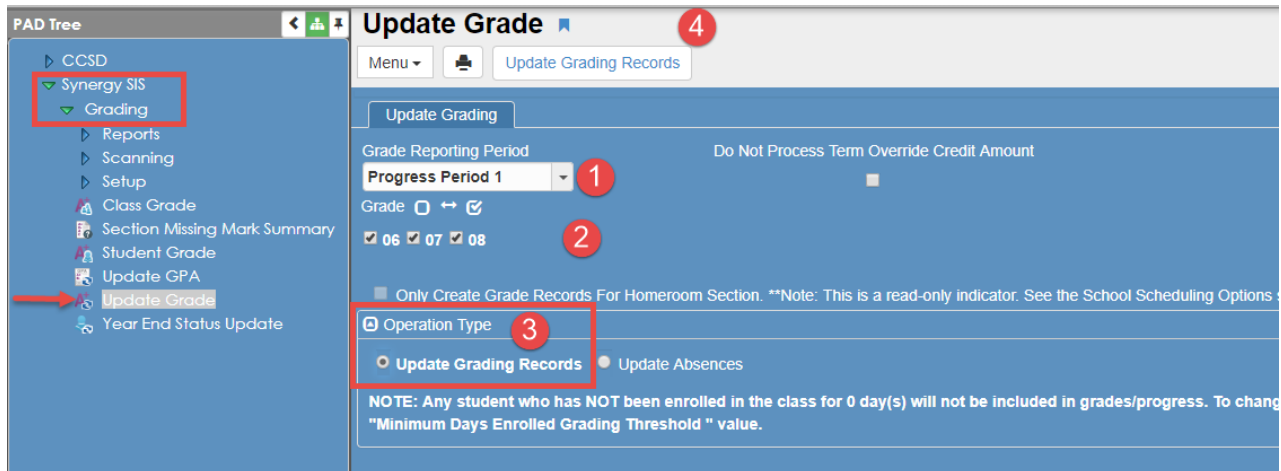 PAD Tree
CCSD
Synergy SIS
Grading
Reports
Scanning
Setup
Class Grade
Section Missing Mark Summary
Student Grade
Update GPA
Update Grade
Year End Status Update
Update Grade
4
Menu
Update Grading Records
Update Grading
Grade Reporting Period
Do Not Process Term Override Credit Amount
Progress Period 1
1
Grade
06 07 08
2
Only Create Grade Records For Homeroom Section. **Note: This is a read-only indicator. See the School Scheduling Options
Operation Type
3
Update Grading Records Update Absences
NOTE: Any student who has NOT been enrolled in the class for 0 day(s) will not be included in grades/progress. To chang
"Minimum Days Enrolled Grading Threshold " value.